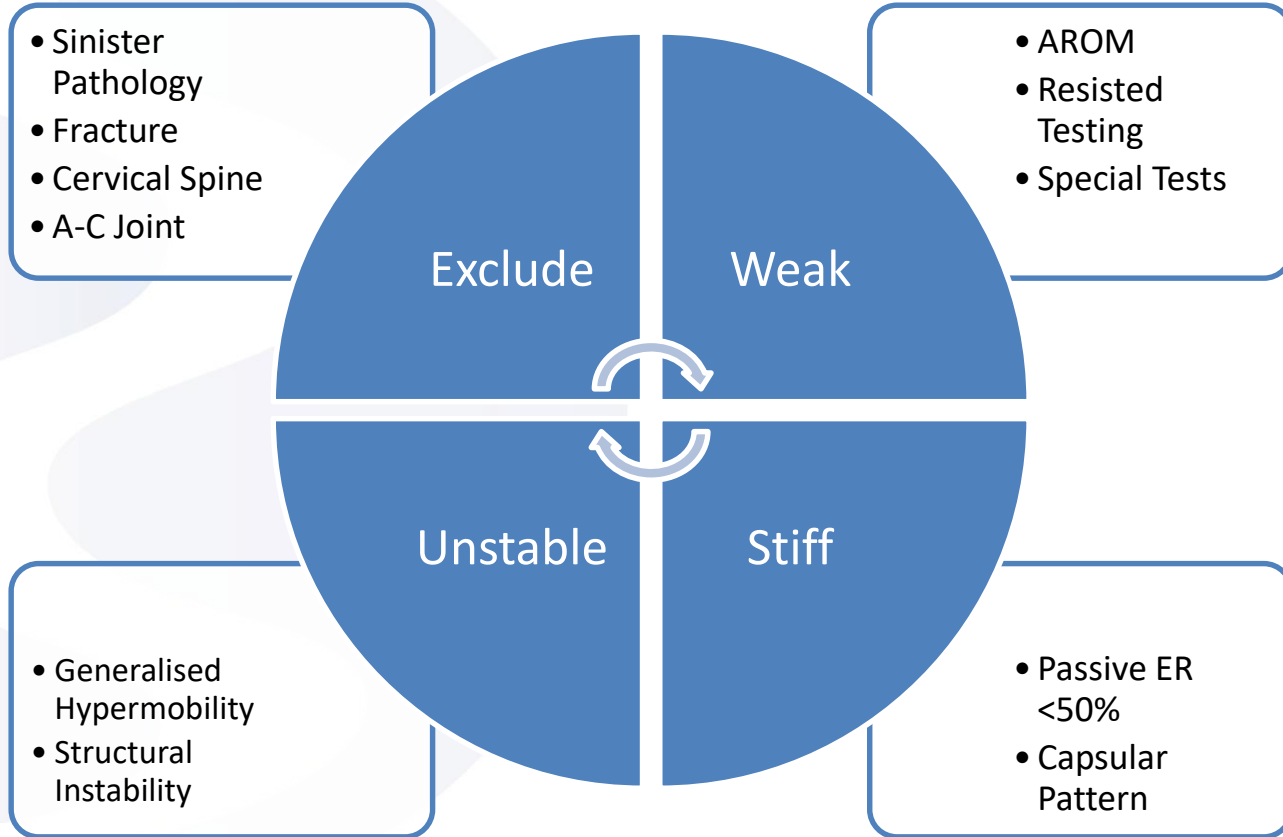 • Sinister
Pathology
• Fracture
• Cervical Spine
• A-C Joint
• AROM
• Resisted
Testing
• Special Tests
Exclude
Weak
Unstable
Stiff
• Generalised
Hypermobility
• Structural
Instability
• Passive ER
<50%
• Capsular
Pattern